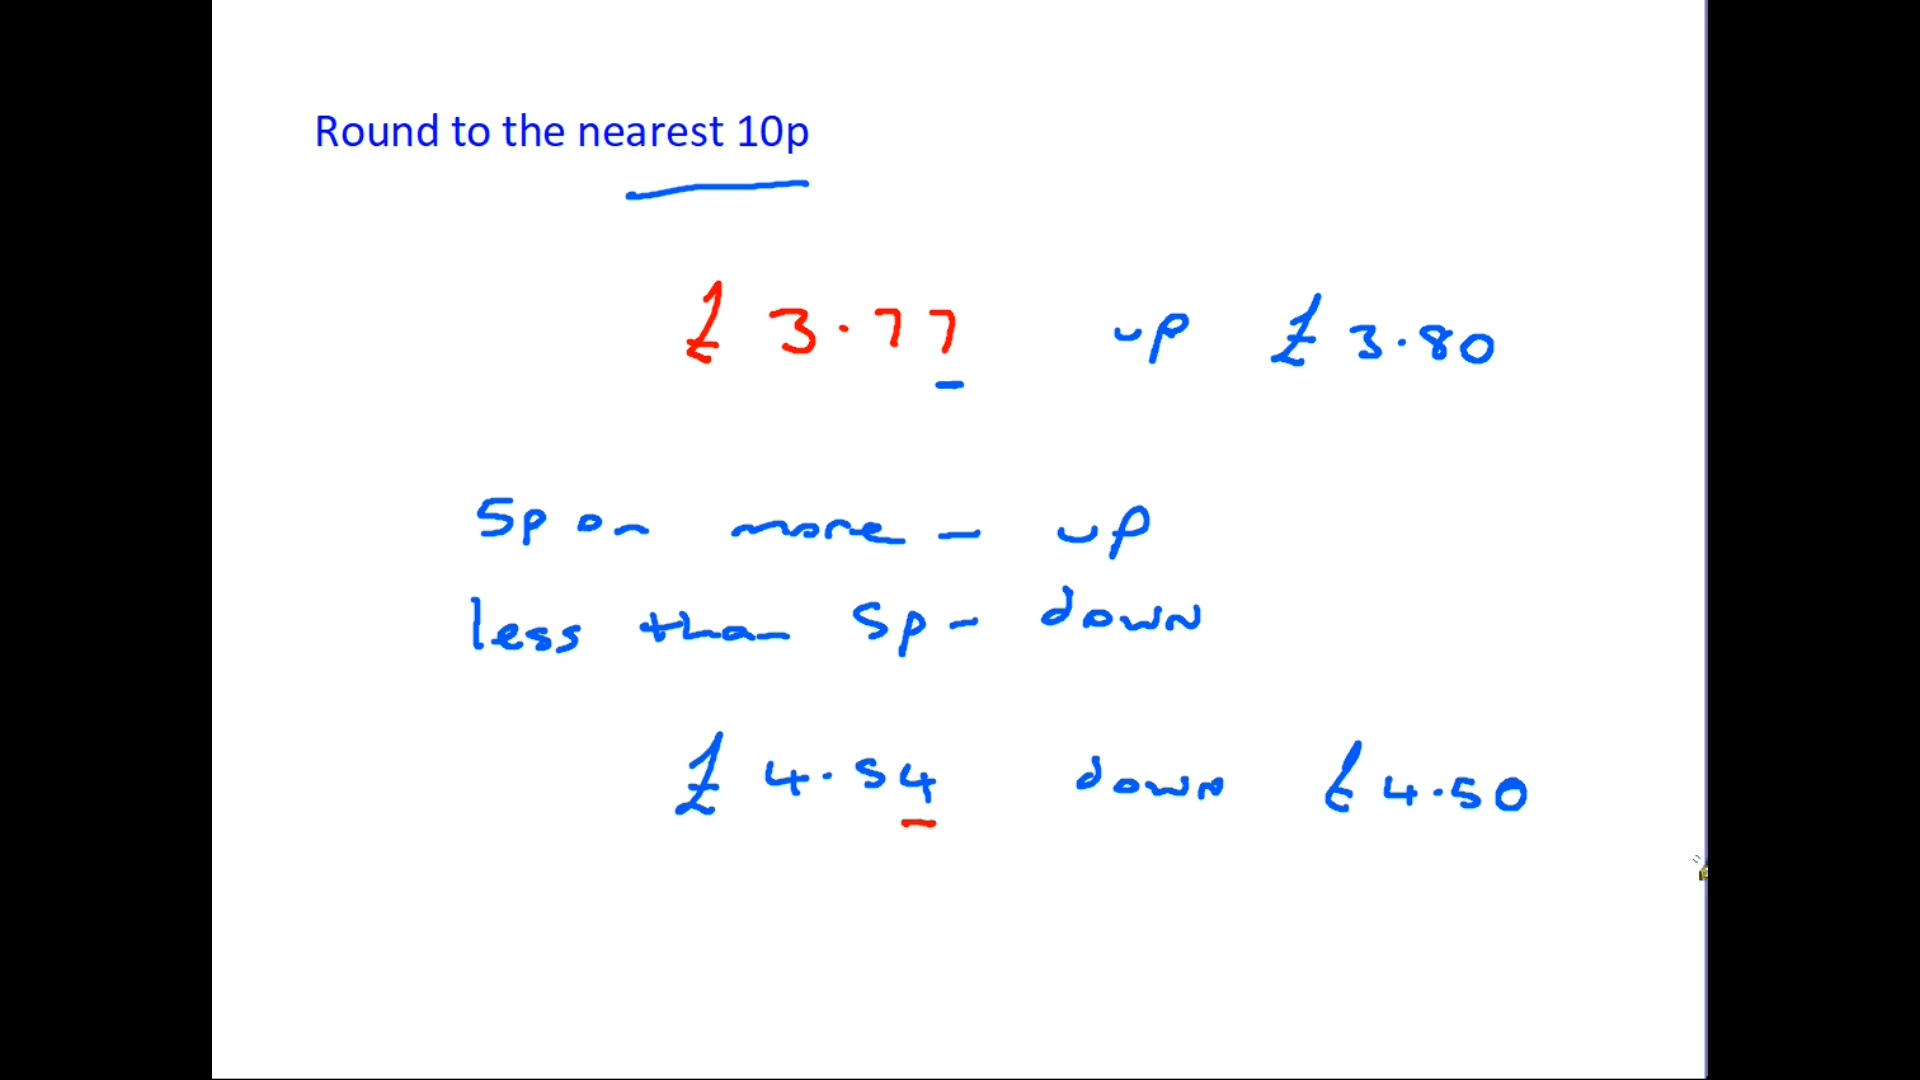 Round to the nearest 10p
£ 3.77 up £ 3.80
5p or more - up
less than 5p - down
£ 4.54 down £ 4.50